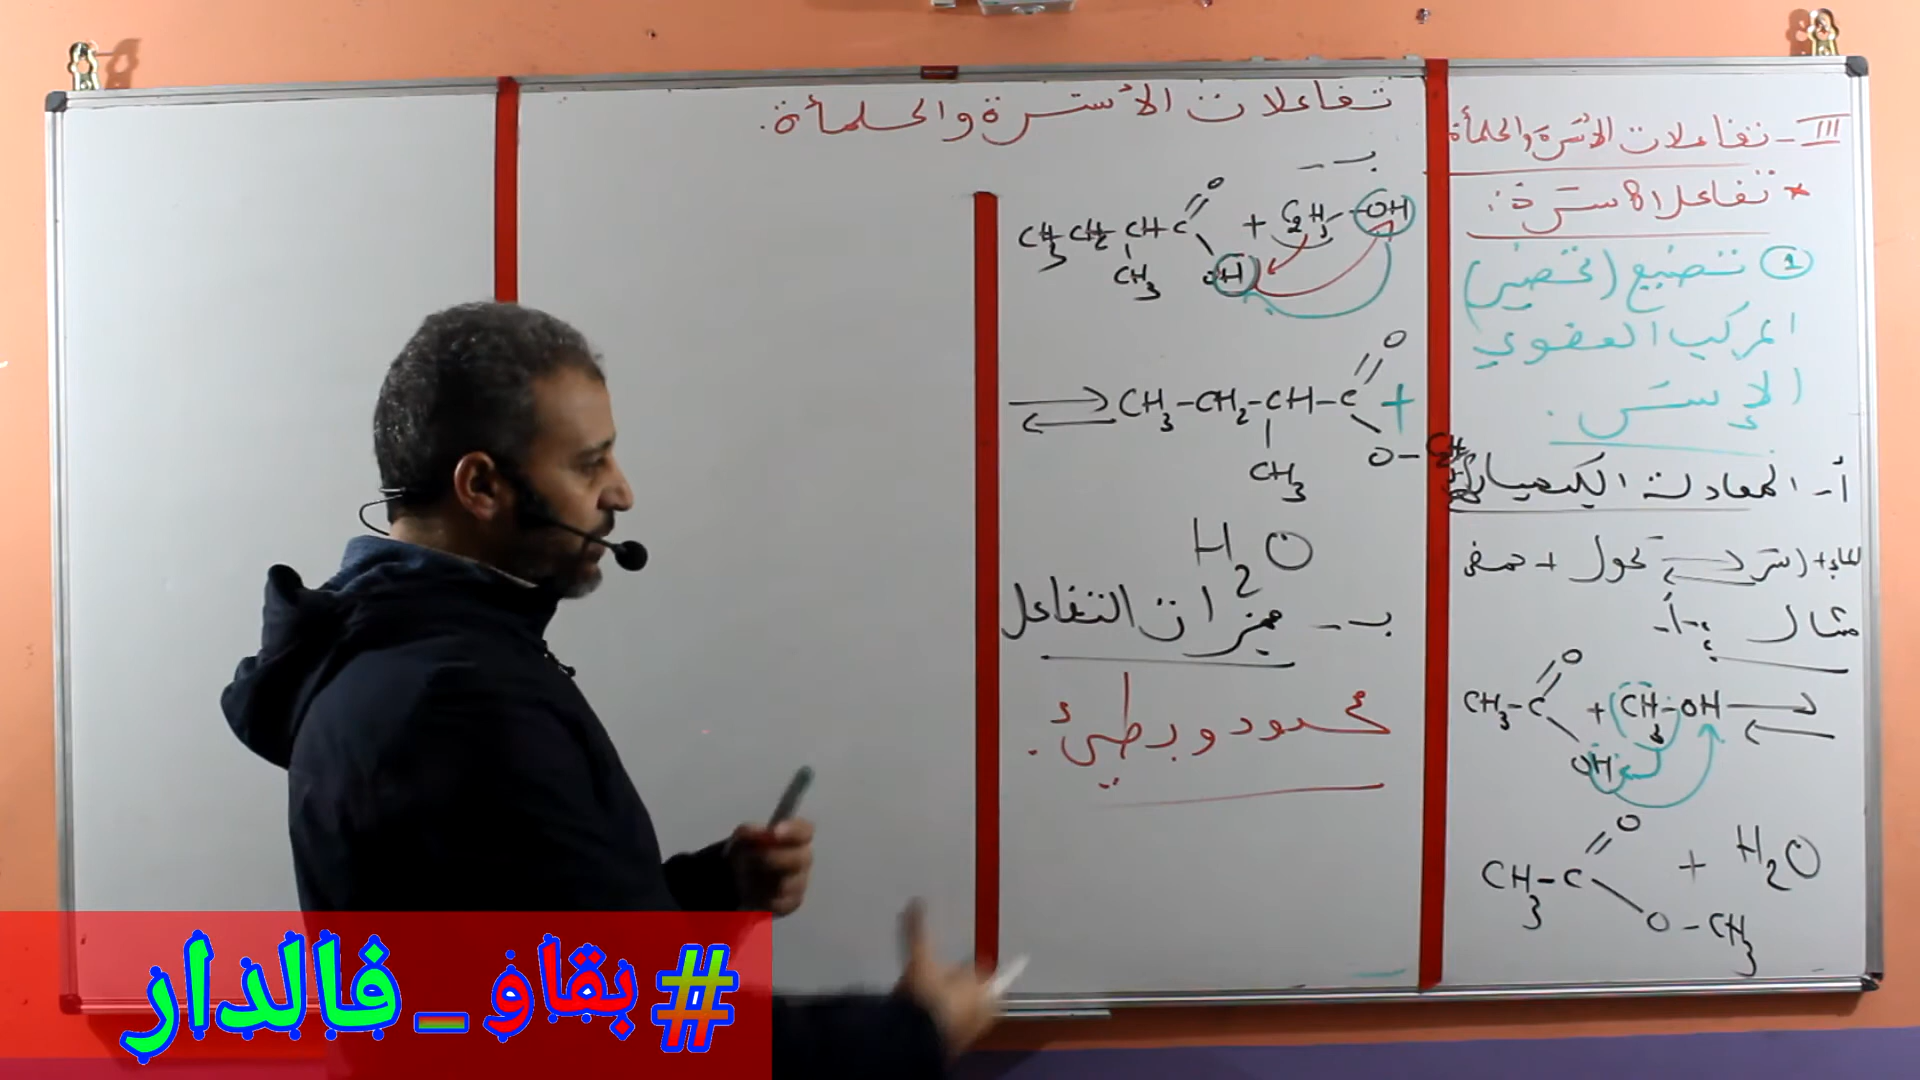 تفاعلات الأسترة والحلمأة.
III - تفاعلات الأسترة والحلمأة
* تفاعل الأسترة:
① تصنيع (تحضير)
المركب العضوي
الإستر.
أ- المعادلة الكيميائية
حمض + كحول ⇌ إستر + الماء
مثال: أ-
CH3-C
O
OH
+ CH3-OH ⇌
CH3-C
O
O-CH3
+ H2O
ب-
CH3-CH2-CH-C
O
OH
CH3
+ C2H5-OH
⇌ CH3-CH2-CH-C
O
O-C2H5
CH3
+
H2O
ب- مميزات التفاعل
محدود وبطيئ.
#بقاو_فالدار